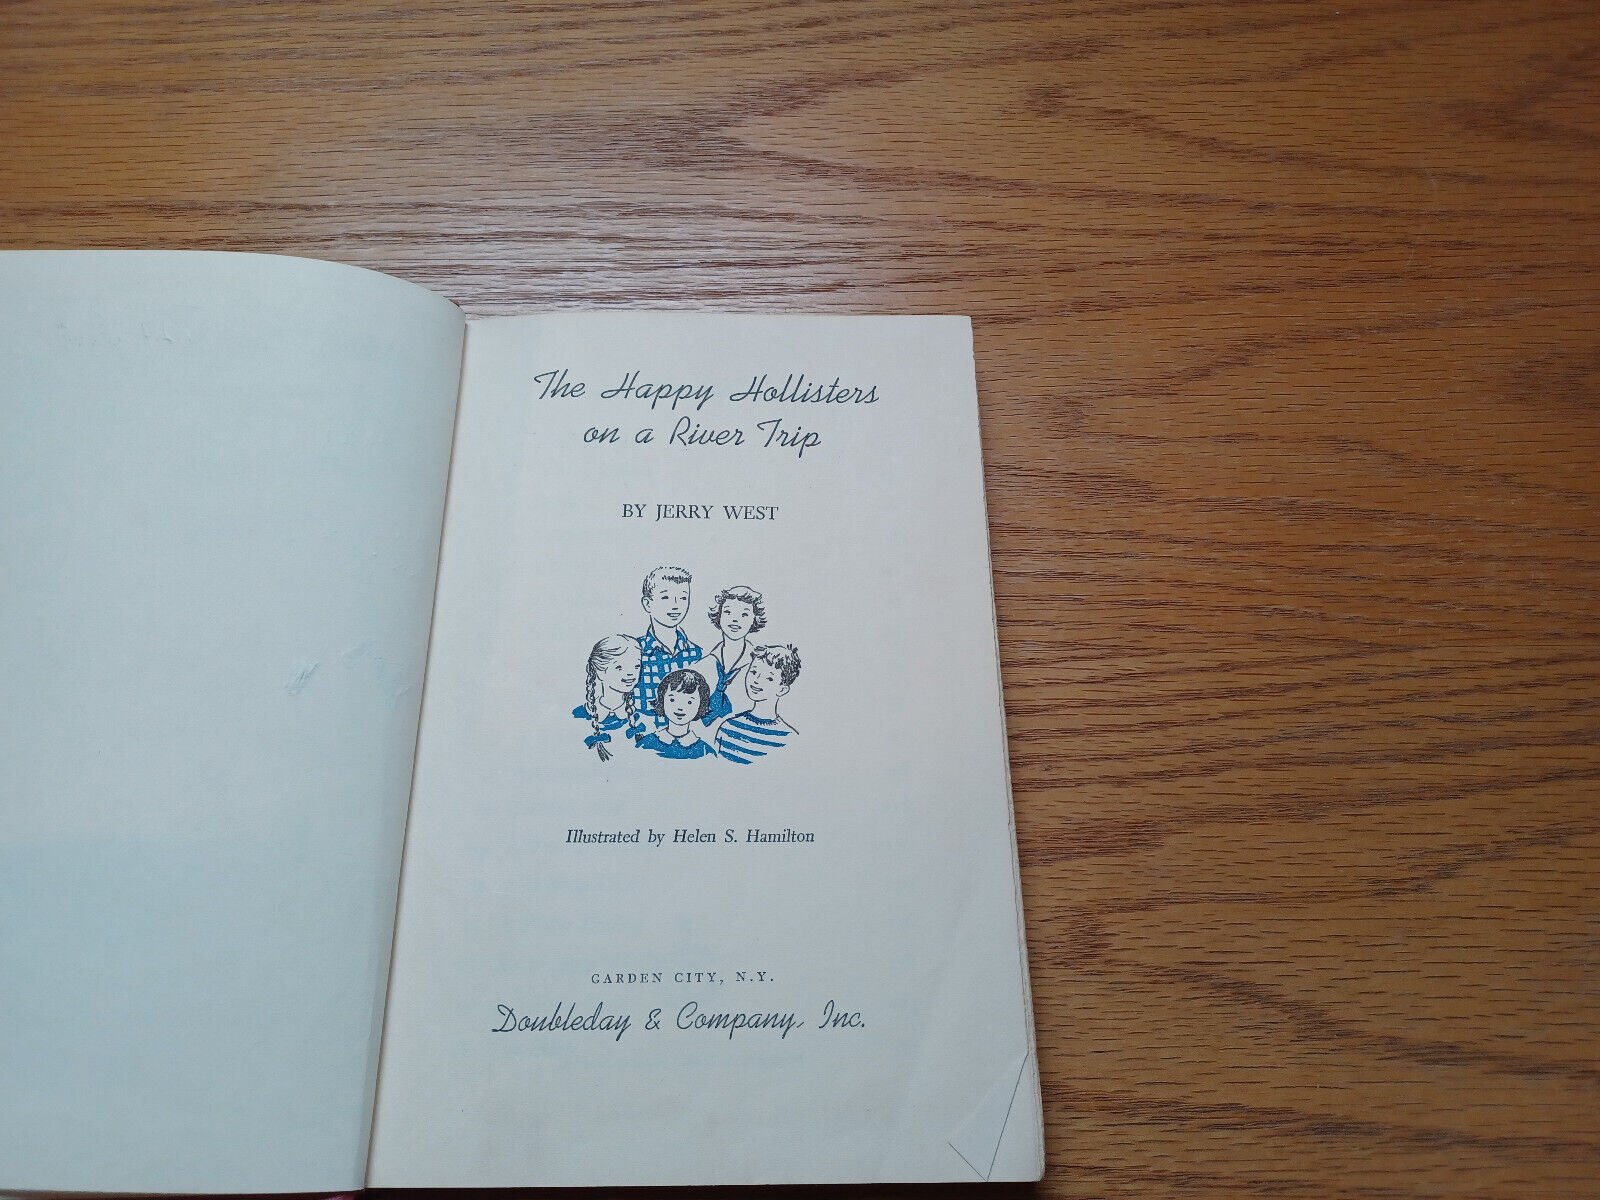 The Happy Hollisters
on a River Trip
BY JERRY WEST
Illustrated by Helen S. Hamilton
GARDEN CITY, N.Y.
Doubleday & Company, Inc.